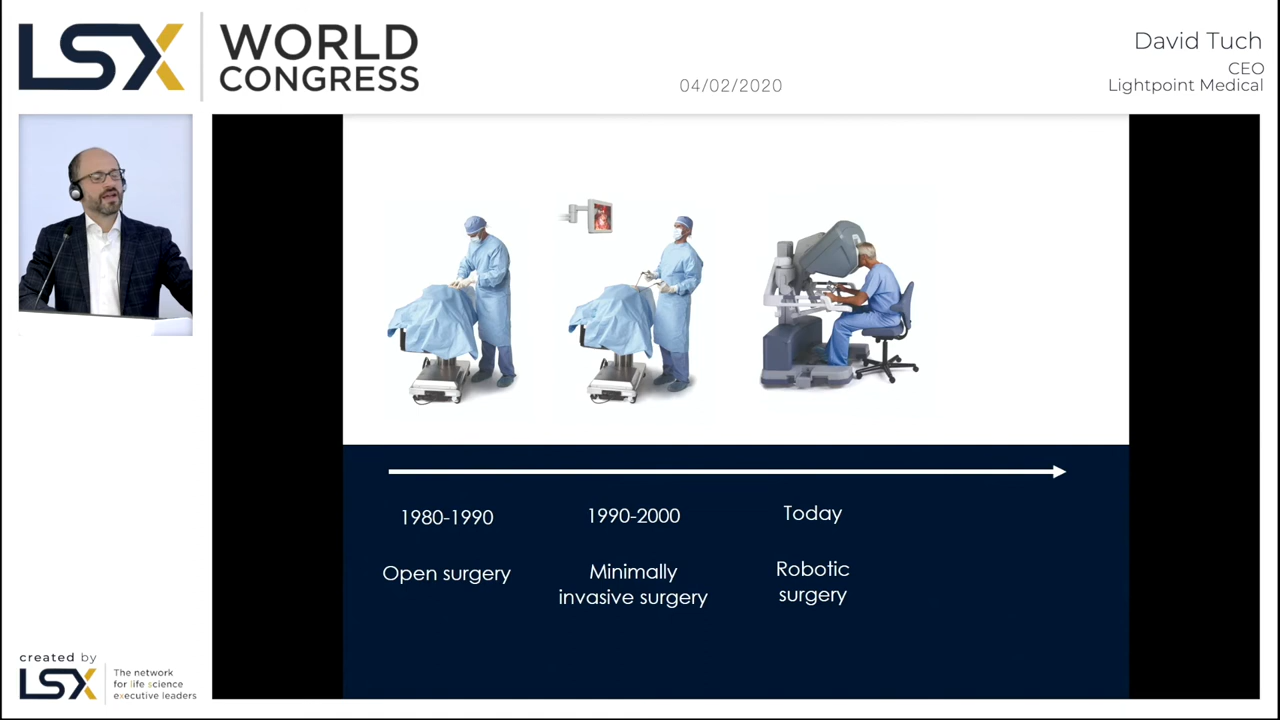 LSX
WORLD
CONGRESS
04/02/2020
David Tuch
CEO
Lightpoint Medical
1980-1990
1990-2000
Today
Open surgery
Minimally
invasive surgery
Robotic
surgery
created by
LSX
The network
for life science
executive leaders